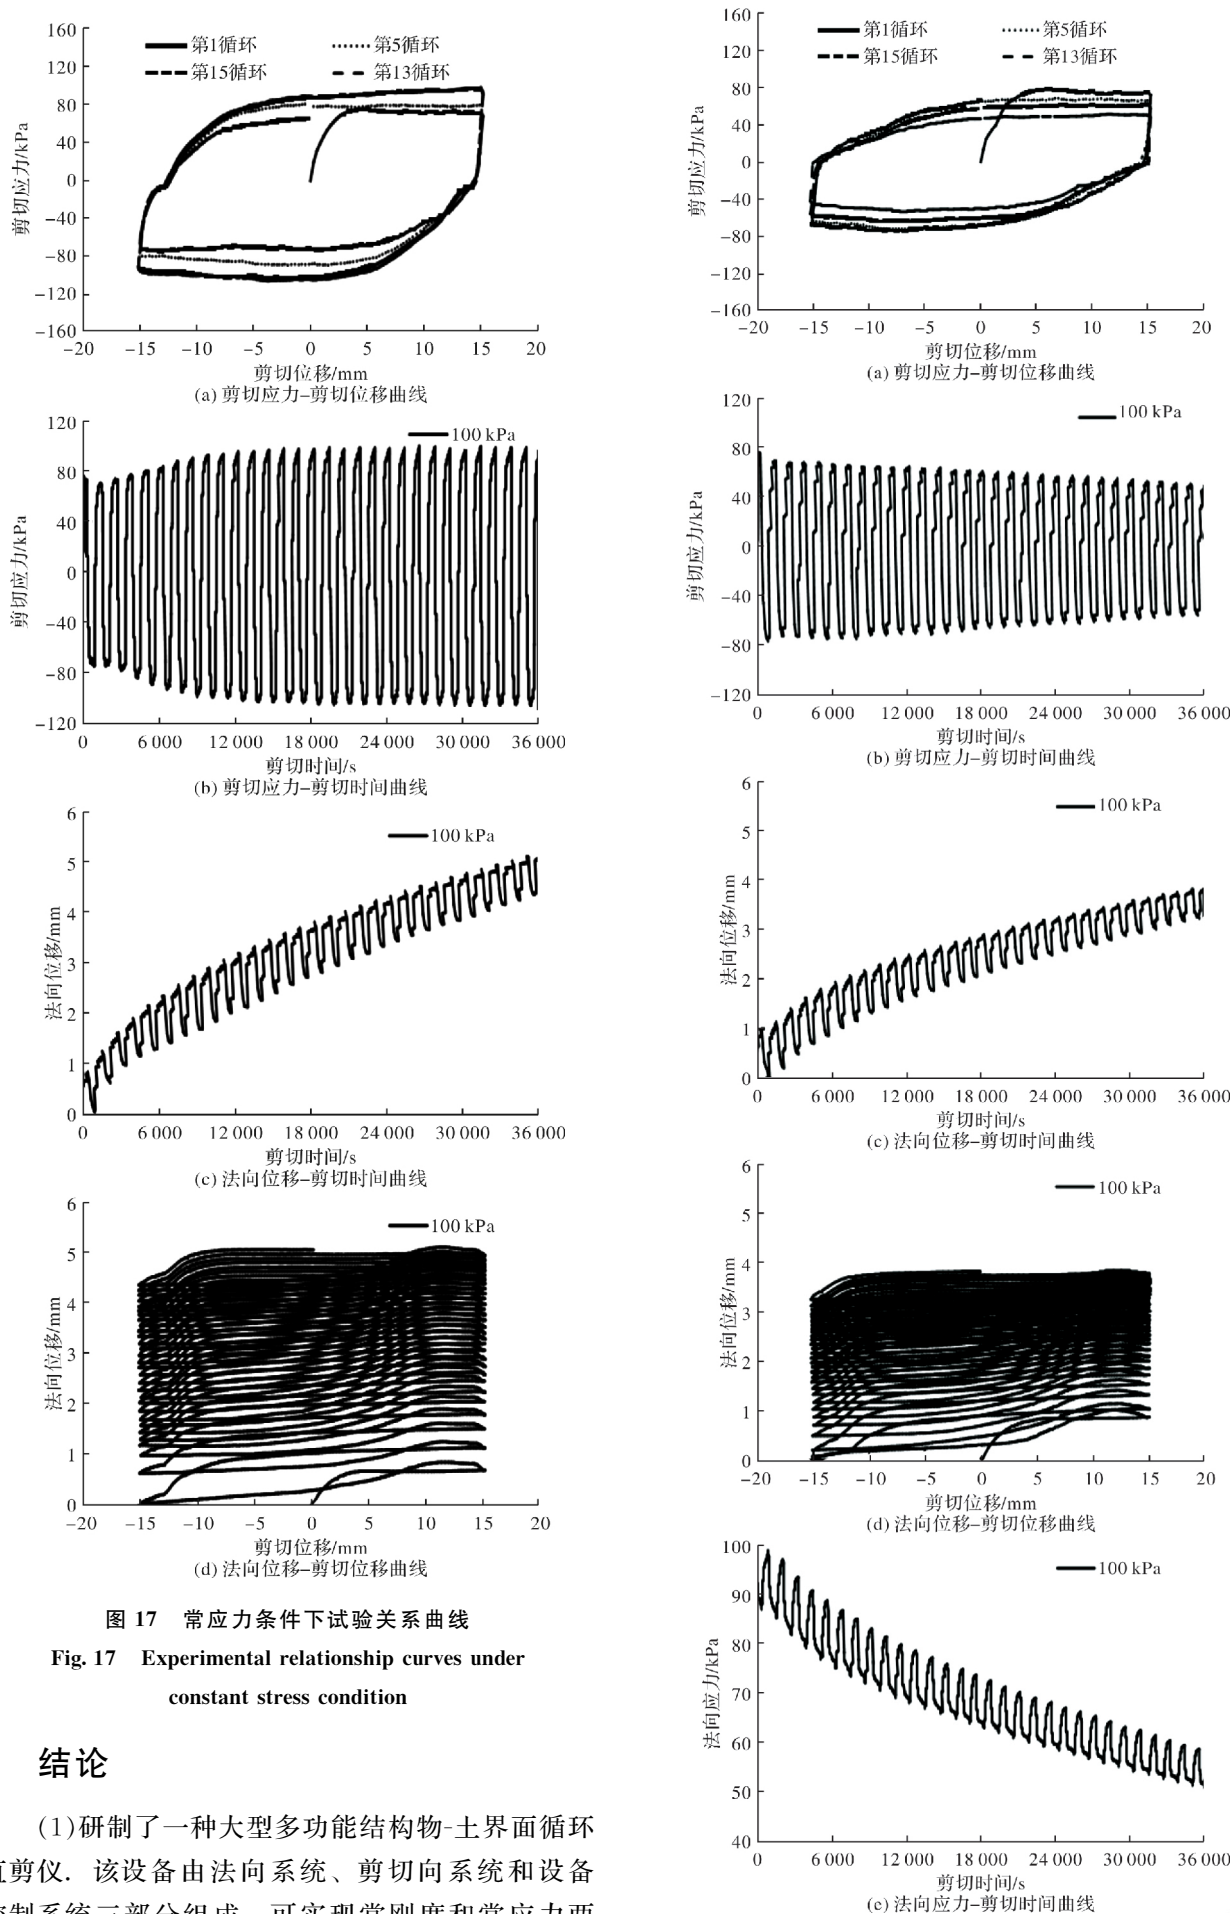 160
120
80
40
0
−40
−80
−120
−160
剪切应力/kPa
第1循环
第5循环
第15循环
第13循环
−20 −15 −10 −5 0 5 10 15 20
剪切位移/mm
(a) 剪切应力–剪切位移曲线
120
80
40
0
−40
−80
−120
剪切应力/kPa
100 kPa
0 6 000 12 000 18 000 24 000 30 000 36 000
剪切时间/s
(b) 剪切应力–剪切时间曲线
6
5
4
3
2
1
0
法向位移/mm
100 kPa
0 6 000 12 000 18 000 24 000 30 000 36 000
剪切时间/s
(c) 法向位移–剪切时间曲线
6
5
4
3
2
1
0
法向位移/mm
100 kPa
−20 −15 −10 −5 0 5 10 15 20
剪切位移/mm
(d) 法向位移–剪切位移曲线
图 17 常应力条件下试验关系曲线
Fig. 17 Experimental relationship curves under
constant stress condition
结论
(1)研制了一种大型多功能结构物-土界面循环
直剪仪. 该设备由法向系统、剪切向系统和设备
控制系统三部分组成, 可实现常刚度和常应力两
160
120
80
40
0
−40
−80
−120
−160
剪切应力/kPa
第1循环
第5循环
第15循环
第13循环
−20 −15 −10 −5 0 5 10 15 20
剪切位移/mm
(a) 剪切应力–剪切位移曲线
120
80
40
0
−40
−80
−120
剪切应力/kPa
100 kPa
0 6 000 12 000 18 000 24 000 30 000 36 000
剪切时间/s
(b) 剪切应力–剪切时间曲线
6
5
4
3
2
1
0
法向位移/mm
100 kPa
0 6 000 12 000 18 000 24 000 30 000 36 000
剪切时间/s
(c) 法向位移–剪切时间曲线
6
5
4
3
2
1
0
法向位移/mm
100 kPa
−20 −15 −10 −5 0 5 10 15 20
剪切位移/mm
(d) 法向位移–剪切位移曲线
100
90
80
70
60
50
40
法向应力/kPa
100 kPa
0 6 000 12 000 18 000 24 000 30 000 36 000
剪切时间/s
(e) 法向应力–剪切时间曲线